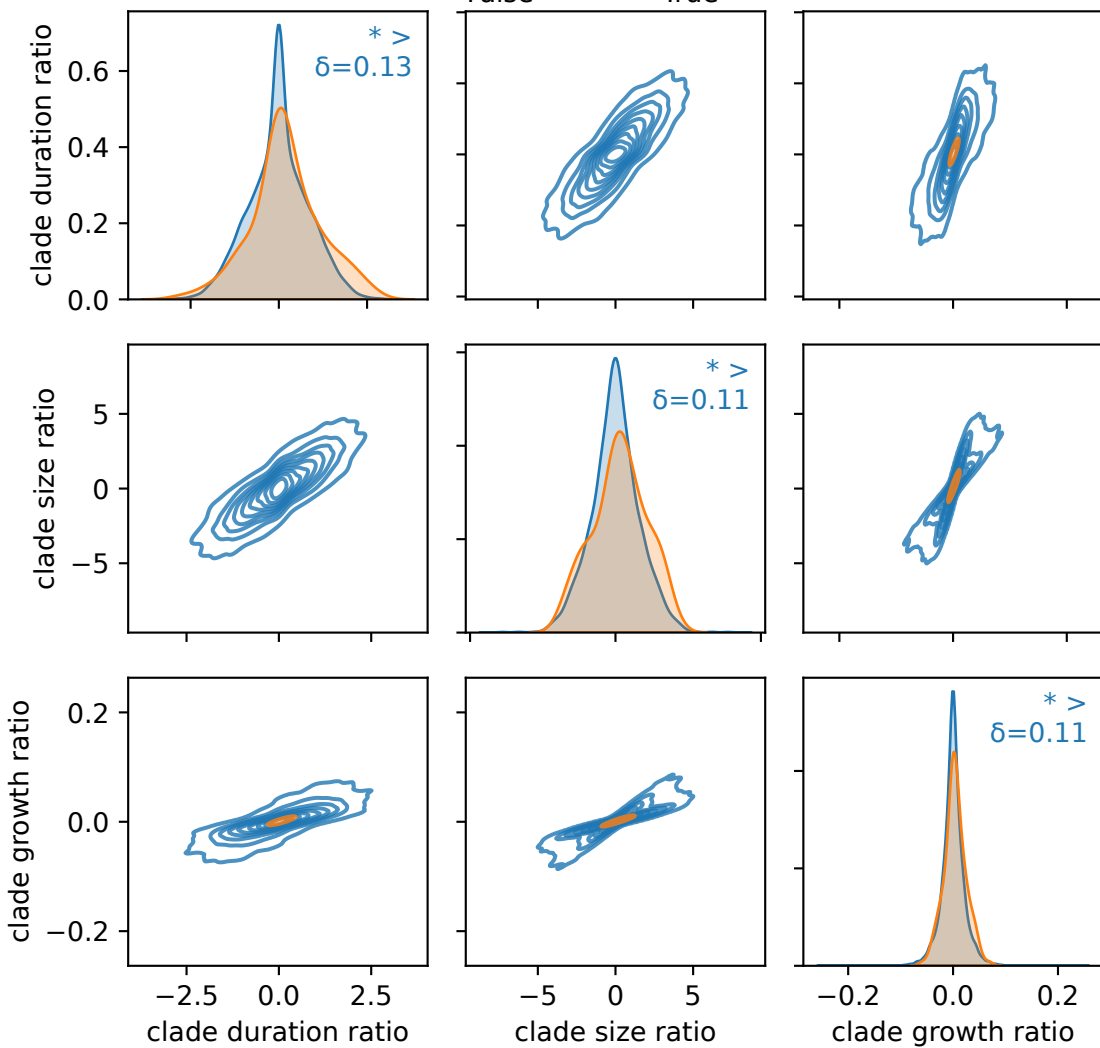 clade duration ratio
0.6
0.4
0.2
0.0
* >
δ=0.13
clade size ratio
5
0
−5
* >
δ=0.11
clade growth ratio
0.2
0.0
−0.2
* >
δ=0.11
−2.5 0.0 2.5
−5 0 5
−0.2 0.0 0.2
clade duration ratio
clade size ratio
clade growth ratio